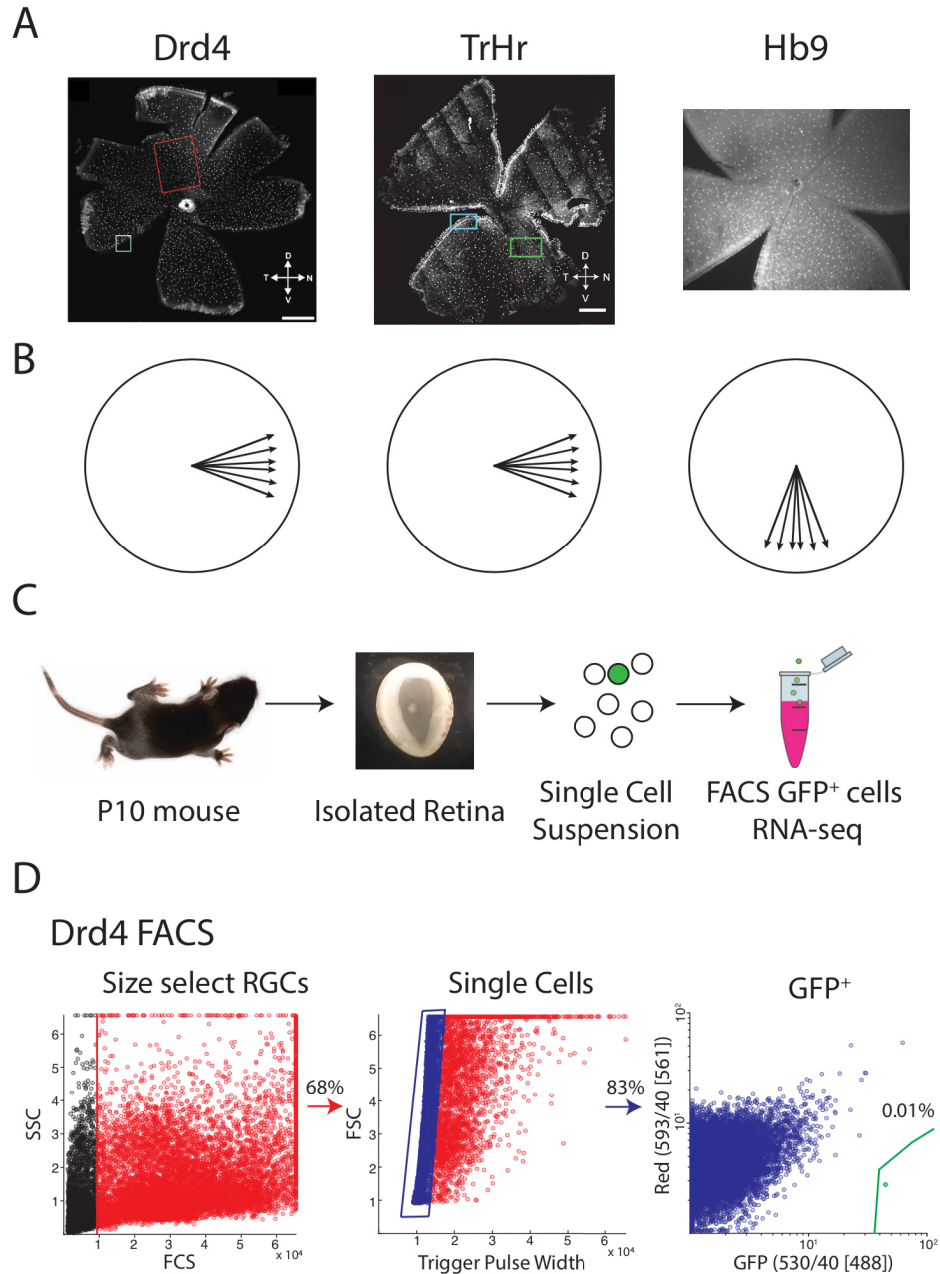 A
Drd4
TrHr
Hb9
D
T
N
V
D
T
N
V
B
C
P10 mouse
Isolated Retina
Single Cell
Suspension
FACS GFP+ cells
RNA-seq
D
Drd4 FACS
Size select RGCs
Single Cells
GFP+
SSC
6
5
4
3
2
1
1
2
3
4
5
6
x 10⁴
FCS
68%
FSC
6
5
4
3
2
1
1
2
3
4
5
6
x 10⁴
Trigger Pulse Width
83%
Red (593/40 [561])
10²
10¹
0.01%
10¹
10²
GFP (530/40 [488])